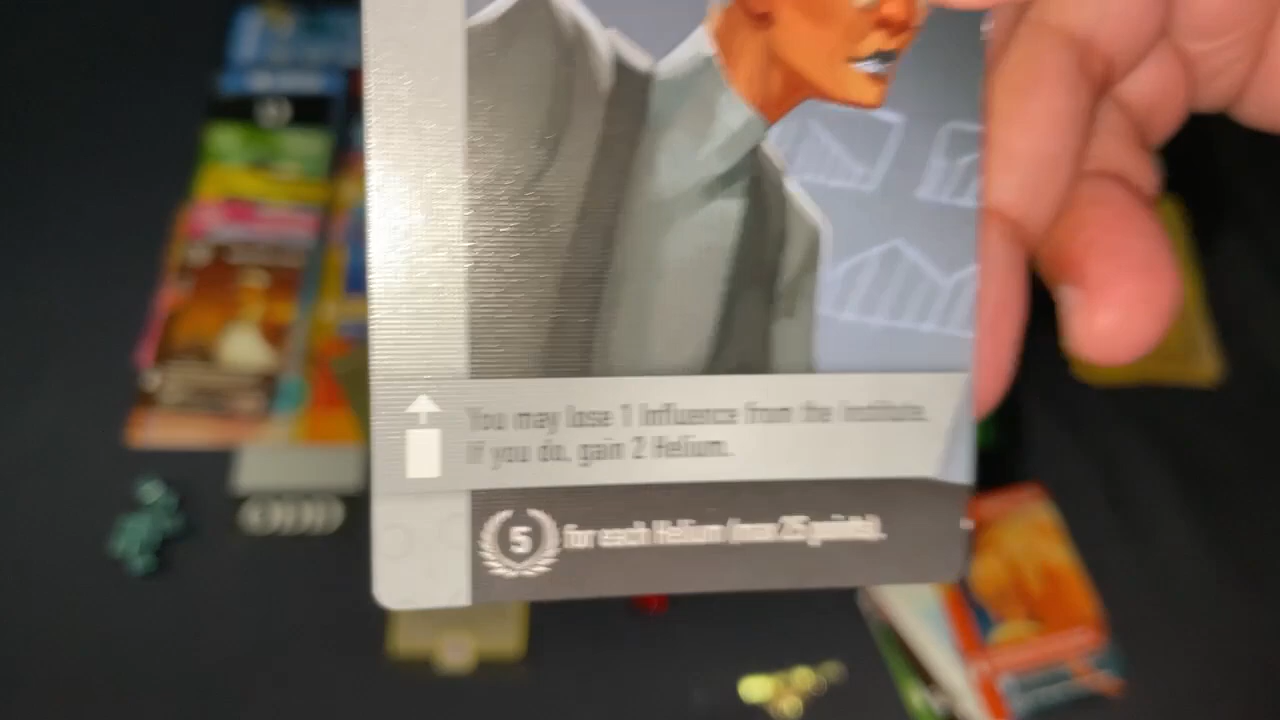 You may lose 1 Influence from the Institute.
If you do, gain 2 Helium.
5 for each Helium (max 25 points).